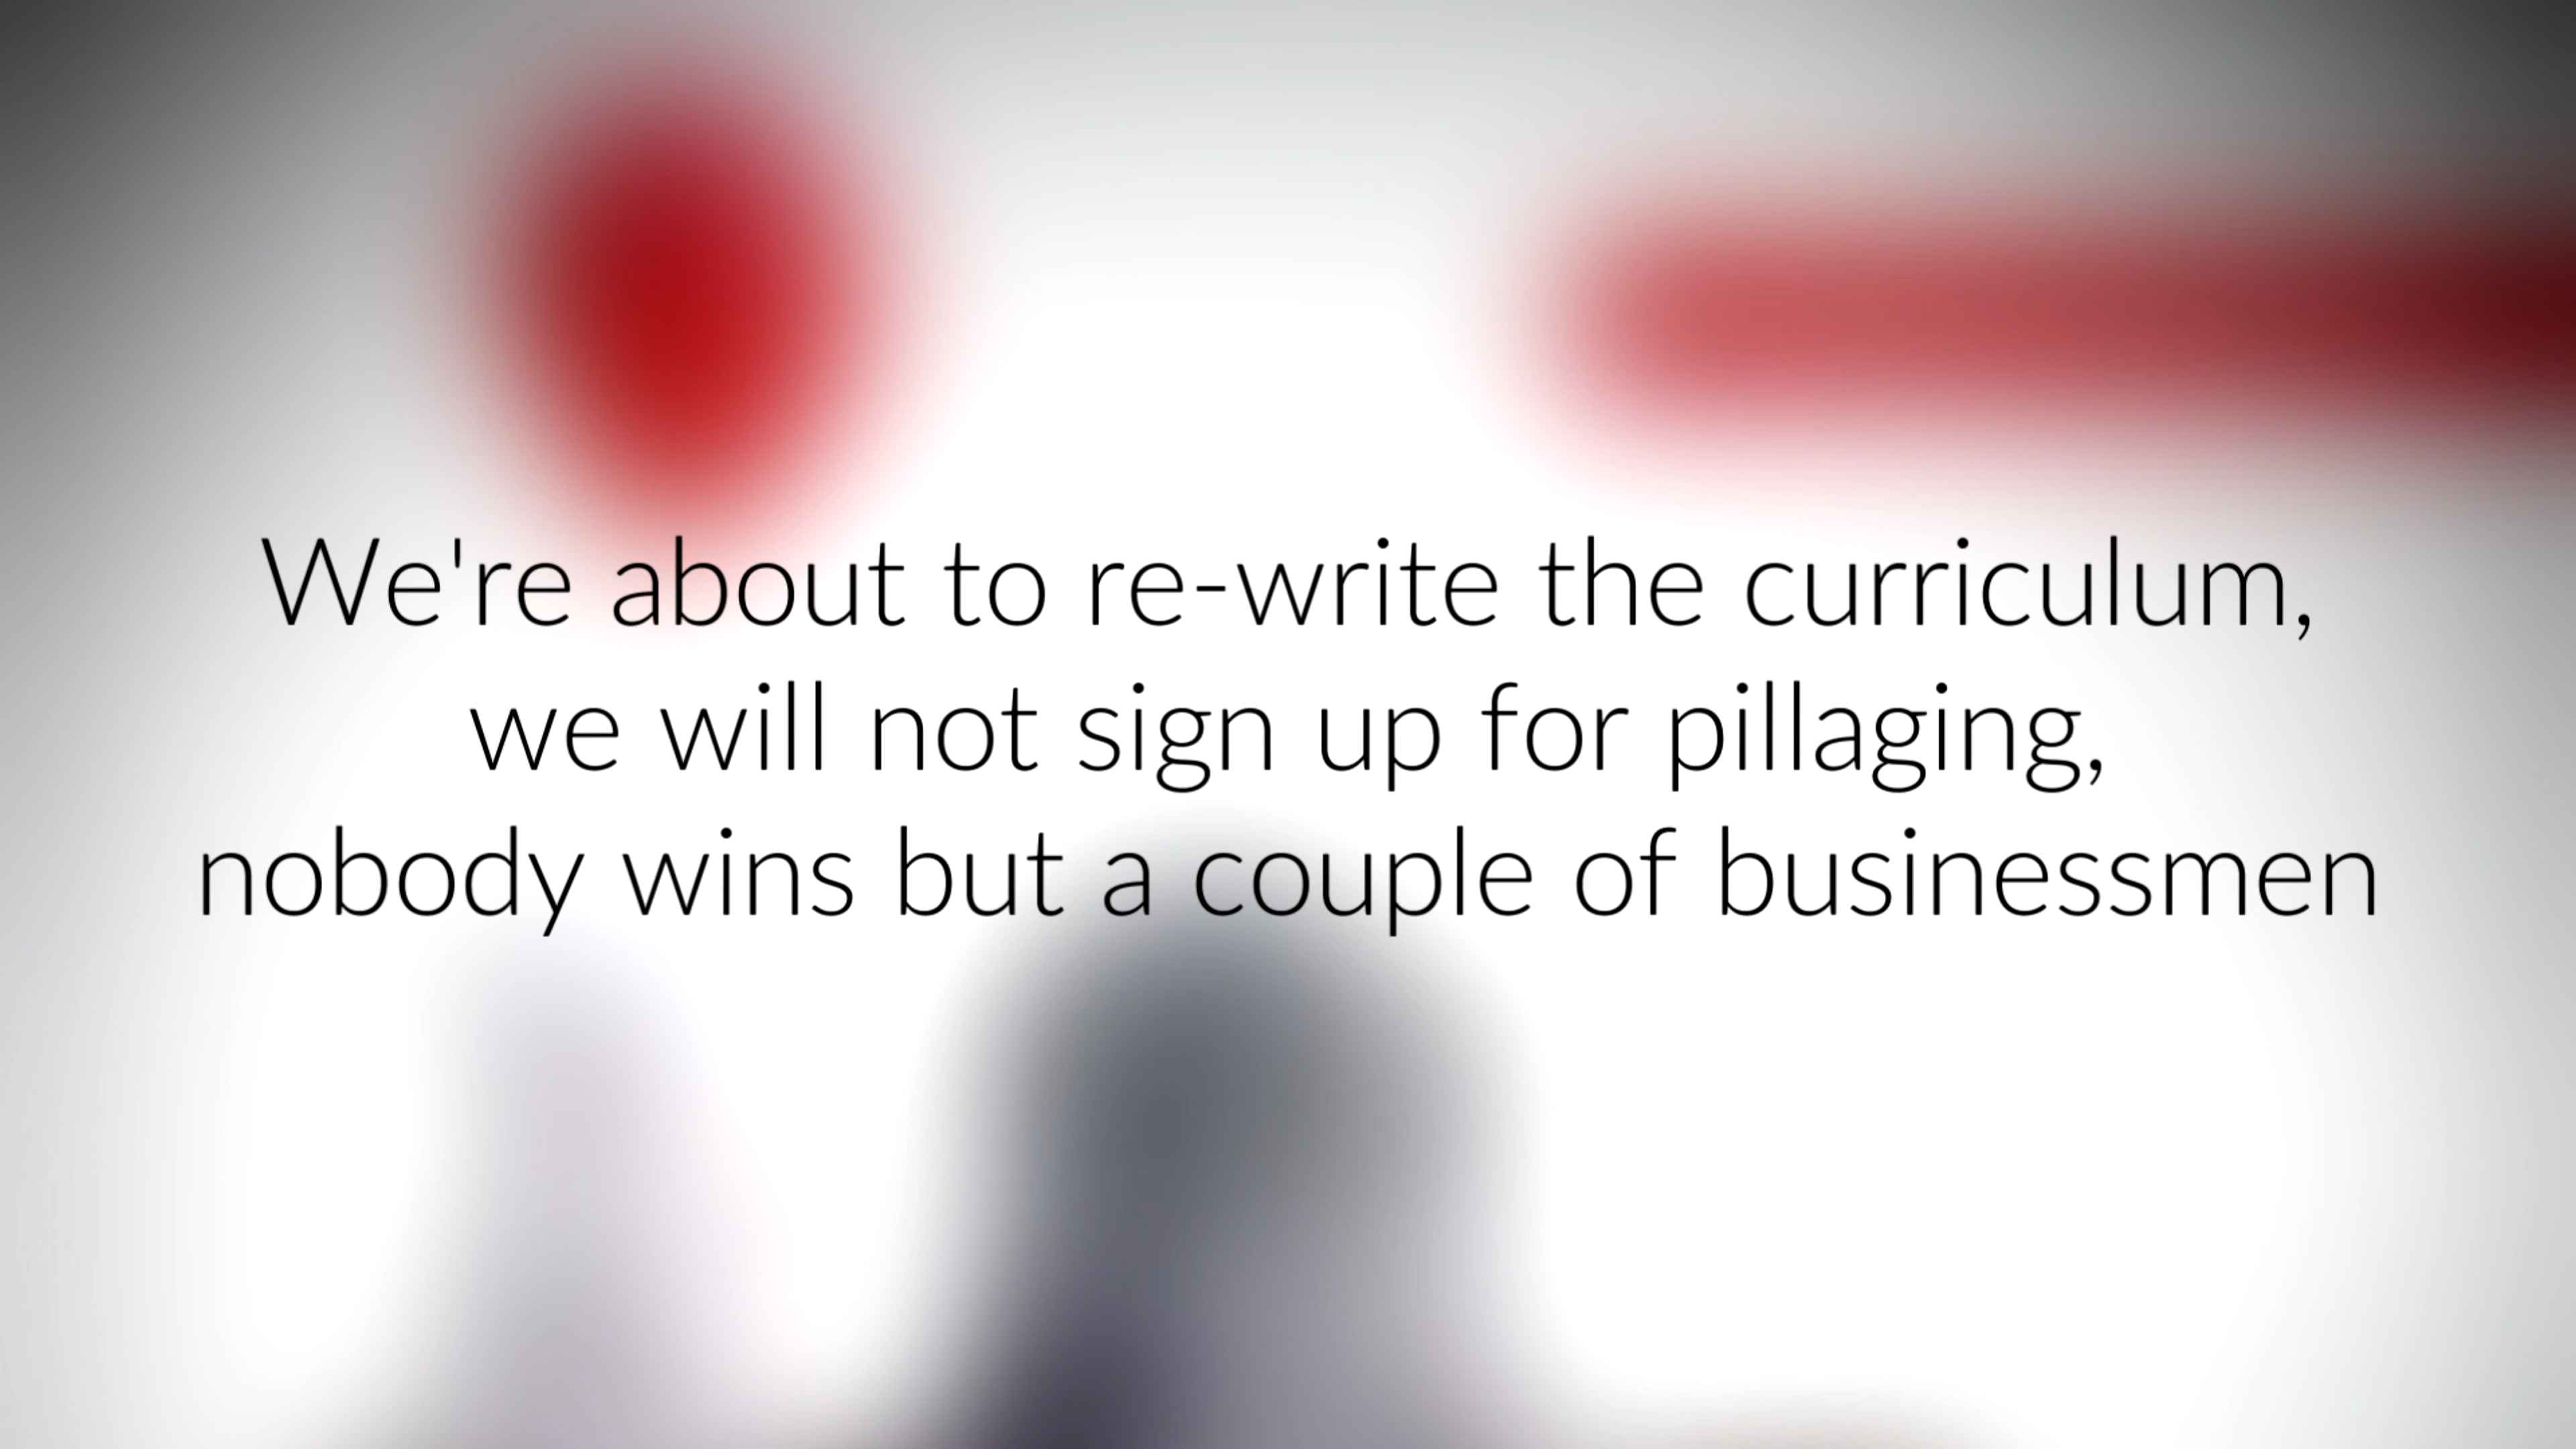 We're about to re-write the curriculum,
we will not sign up for pillaging,
nobody wins but a couple of businessmen